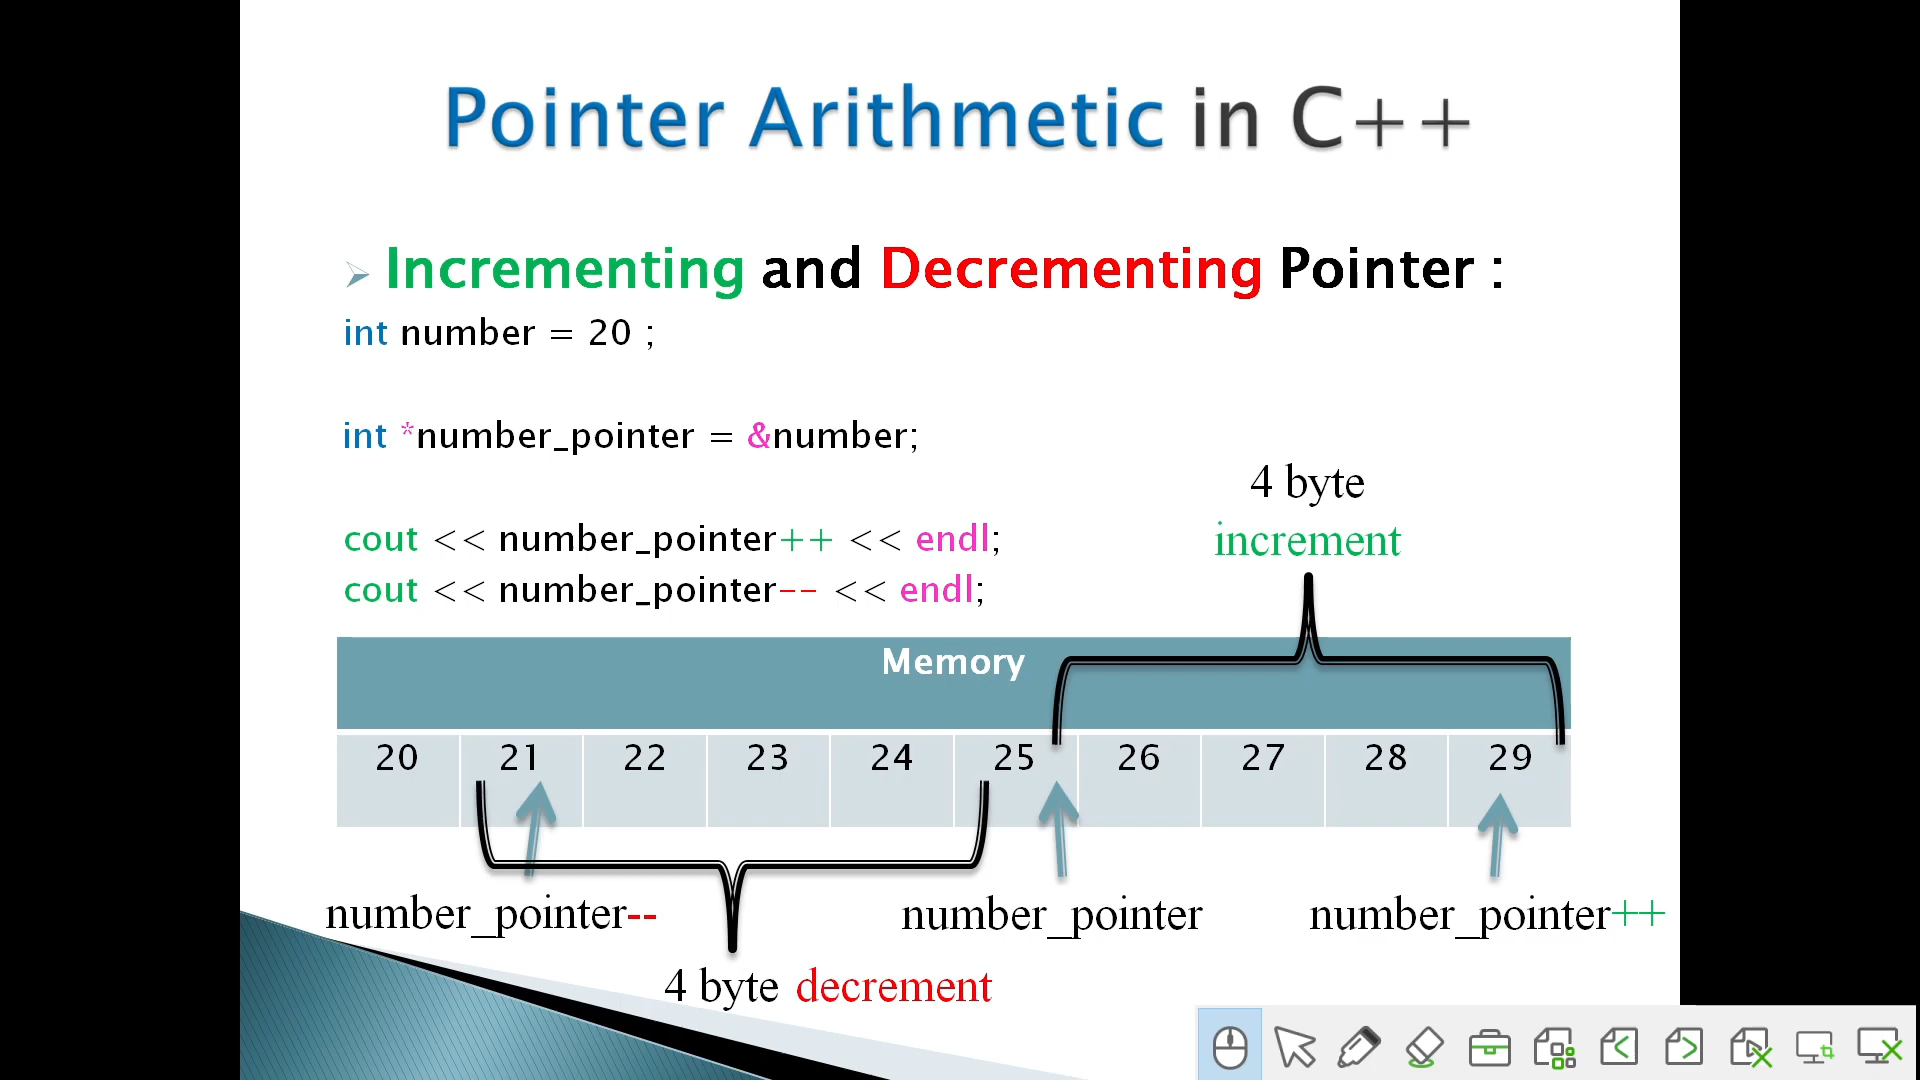 Pointer Arithmetic in C++
Incrementing and Decrementing Pointer :
int number = 20 ;
int *number_pointer = &number;
4 byte
increment
cout << number_pointer++ << endl;
cout << number_pointer-- << endl;
Memory
20 21 22 23 24 25 26 27 28 29
number_pointer-- number_pointer number_pointer++
4 byte decrement